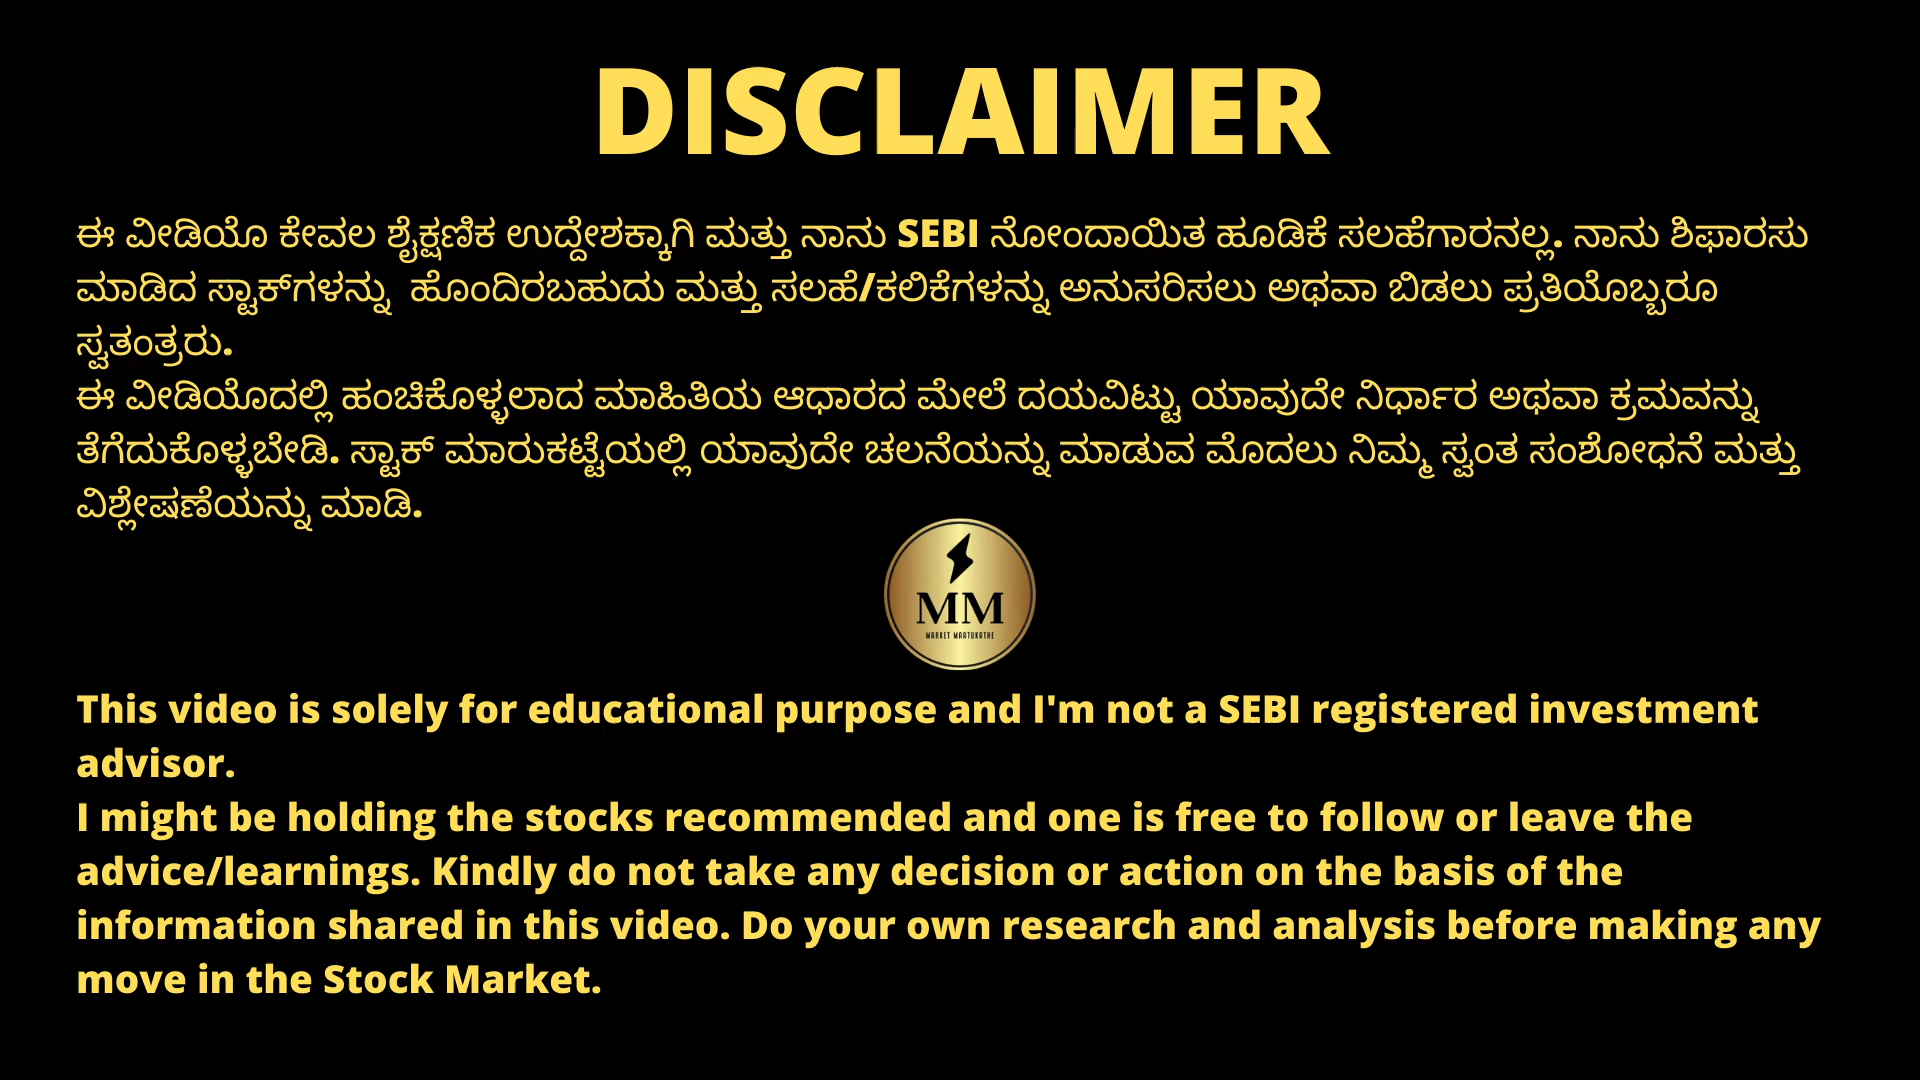 DISCLAIMER
ಈ ವೀಡಿಯೊ ಕೇವಲ ಶೈಕ್ಷಣಿಕ ಉದ್ದೇಶಕ್ಕಾಗಿ ಮತ್ತು ನಾನು SEBI ನೋಂದಾಯಿತ ಹೂಡಿಕೆ ಸಲಹೆಗಾರನಲ್ಲ. ನಾನು ಶಿಫಾರಸು
ಮಾಡಿದ ಸ್ಟಾಕ್‌ಗಳನ್ನು ಹೊಂದಿರಬಹುದು ಮತ್ತು ಸಲಹೆ/ಕಲಿಕೆಗಳನ್ನು ಅನುಸರಿಸಲು ಅಥವಾ ಬಿಡಲು ಪ್ರತಿಯೊಬ್ಬರೂ
ಸ್ವತಂತ್ರರು.
ಈ ವೀಡಿಯೊದಲ್ಲಿ ಹಂಚಿಕೊಳ್ಳಲಾದ ಮಾಹಿತಿಯ ಆಧಾರದ ಮೇಲೆ ದಯವಿಟ್ಟು ಯಾವುದೇ ನಿರ್ಧಾರ ಅಥವಾ ಕ್ರಮವನ್ನು
ತೆಗೆದುಕೊಳ್ಳಬೇಡಿ. ಸ್ಟಾಕ್ ಮಾರುಕಟ್ಟೆಯಲ್ಲಿ ಯಾವುದೇ ಚಲನೆಯನ್ನು ಮಾಡುವ ಮೊದಲು ನಿಮ್ಮ ಸ್ವಂತ ಸಂಶೋಧನೆ ಮತ್ತು
ವಿಶ್ಲೇಷಣೆಯನ್ನು ಮಾಡಿ.
MM
MARKET MAATUKATHE
This video is solely for educational purpose and I'm not a SEBI registered investment
advisor.
I might be holding the stocks recommended and one is free to follow or leave the
advice/learnings. Kindly do not take any decision or action on the basis of the
information shared in this video. Do your own research and analysis before making any
move in the Stock Market.